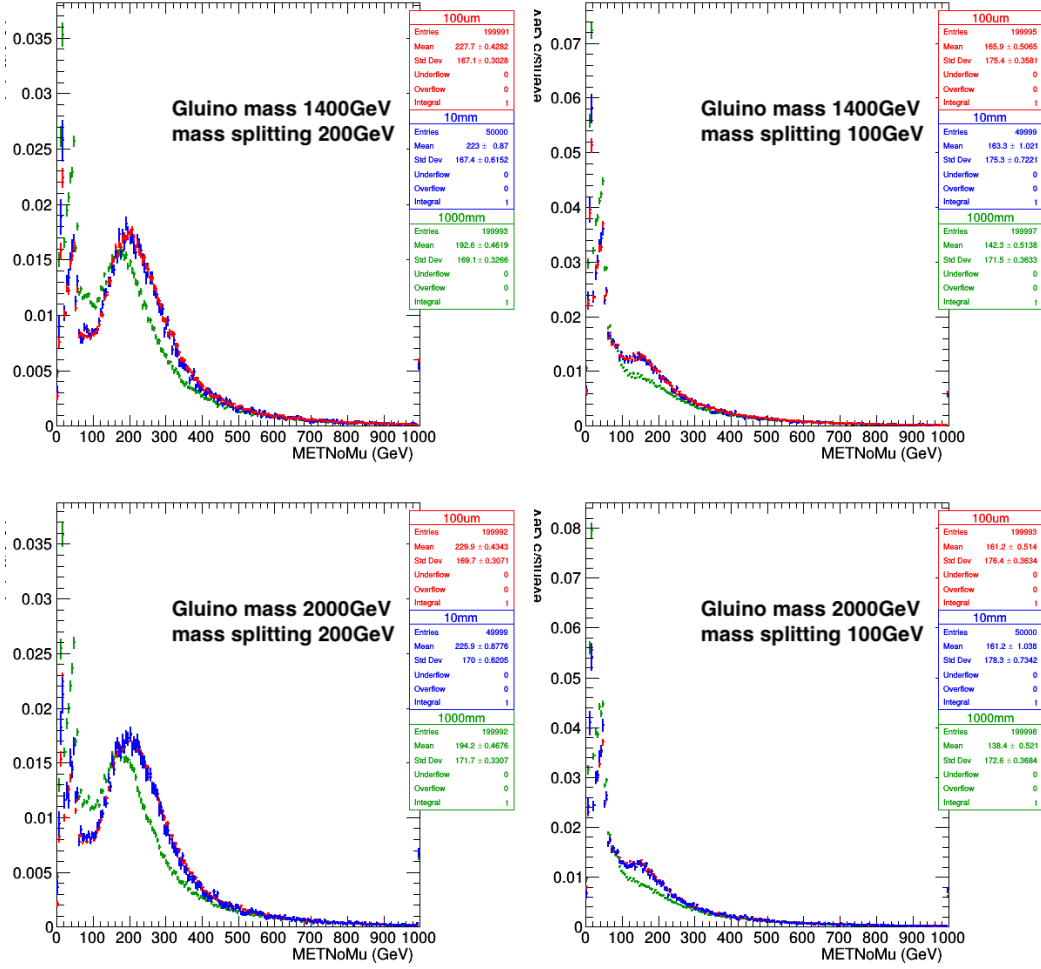 0.035
0.03
0.025
0.02
0.015
0.01
0.005
0
0 100 200 300 400 500 600 700 800 900 1000
METNoMu (GeV)
Gluino mass 1400GeV
mass splitting 200GeV
100um
Entries 199991
Mean 227.7 ± 0.4282
Std Dev 167.1 ± 0.3028
Underflow 0
Overflow 0
Integral 1
10mm
Entries 50000
Mean 223 ± 0.87
Std Dev 167.4 ± 0.6152
Underflow 0
Overflow 0
Integral 1
1000mm
Entries 199993
Mean 192.6 ± 0.4619
Std Dev 169.1 ± 0.3266
Underflow 0
Overflow 0
Integral 1
0.07
0.06
0.05
0.04
0.03
0.02
0.01
0
0 100 200 300 400 500 600 700 800 900 1000
METNoMu (GeV)
Gluino mass 1400GeV
mass splitting 100GeV
100um
Entries 199995
Mean 165.9 ± 0.5065
Std Dev 175.4 ± 0.3581
Underflow 0
Overflow 0
Integral 1
10mm
Entries 49999
Mean 163.3 ± 1.021
Std Dev 175.3 ± 0.7221
Underflow 0
Overflow 0
Integral 1
1000mm
Entries 199997
Mean 142.3 ± 0.5138
Std Dev 171.5 ± 0.3633
Underflow 0
Overflow 0
Integral 1
0.035
0.03
0.025
0.02
0.015
0.01
0.005
0
0 100 200 300 400 500 600 700 800 900 1000
METNoMu (GeV)
Gluino mass 2000GeV
mass splitting 200GeV
100um
Entries 199992
Mean 229.9 ± 0.4343
Std Dev 169.7 ± 0.3071
Underflow 0
Overflow 0
Integral 1
10mm
Entries 49999
Mean 225.9 ± 0.8776
Std Dev 170 ± 0.6205
Underflow 0
Overflow 0
Integral 1
1000mm
Entries 199992
Mean 194.2 ± 0.4676
Std Dev 171.7 ± 0.3307
Underflow 0
Overflow 0
Integral 1
0.08
0.07
0.06
0.05
0.04
0.03
0.02
0.01
0
0 100 200 300 400 500 600 700 800 900 1000
METNoMu (GeV)
Gluino mass 2000GeV
mass splitting 100GeV
100um
Entries 199993
Mean 161.2 ± 0.514
Std Dev 176.4 ± 0.3634
Underflow 0
Overflow 0
Integral 1
10mm
Entries 50000
Mean 161.2 ± 1.038
Std Dev 178.3 ± 0.7342
Underflow 0
Overflow 0
Integral 1
1000mm
Entries 199998
Mean 138.4 ± 0.521
Std Dev 172.6 ± 0.3684
Underflow 0
Overflow 0
Integral 1